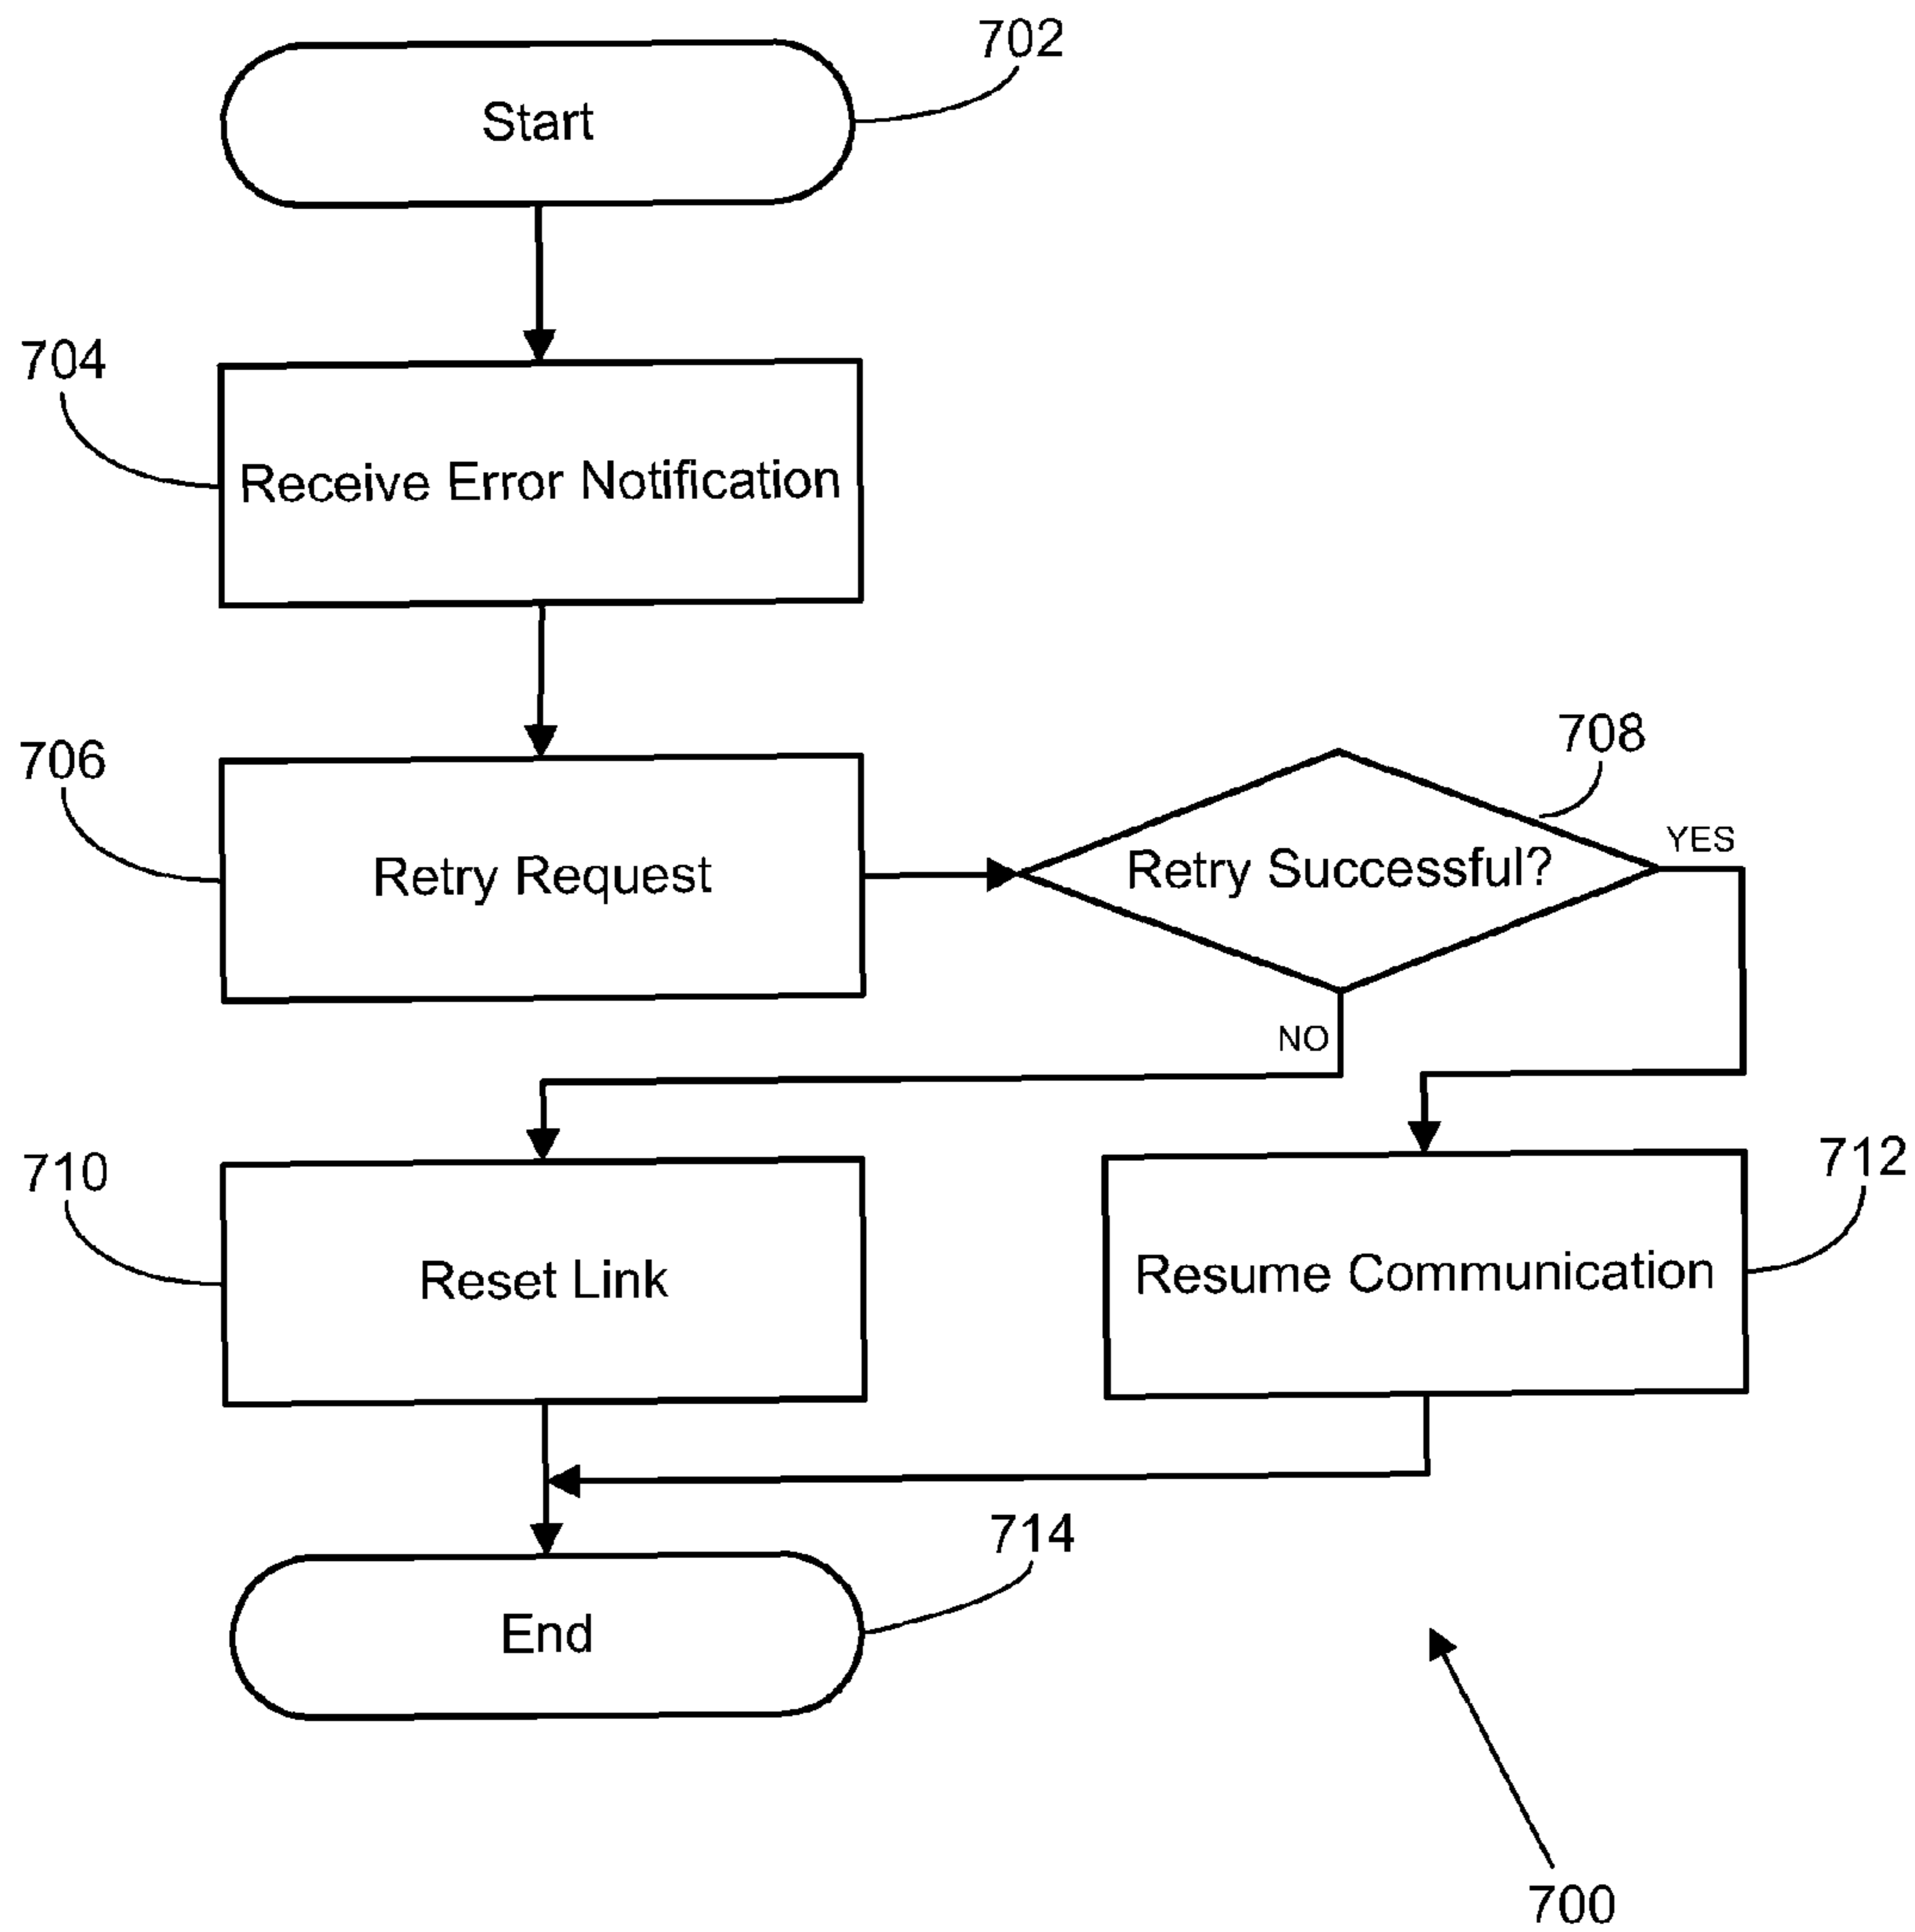 702
Start
704
Receive Error Notification
706
708
YES
Retry Request
Retry Successful?
NO
710
712
Reset Link
Resume Communication
714
End
700